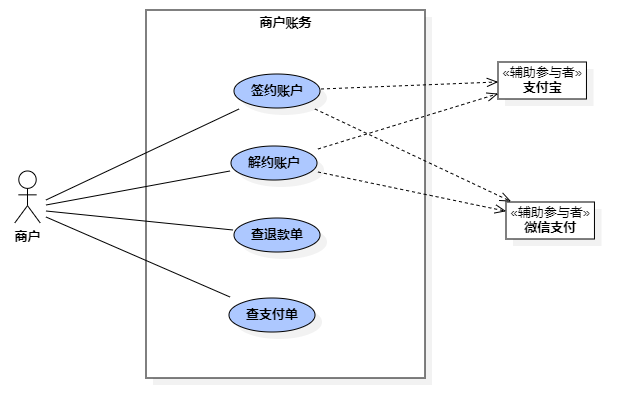 商户账务
签约账户
«辅助参与者»
支付宝
解约账户
商户
«辅助参与者»
微信支付
查退款单
查支付单